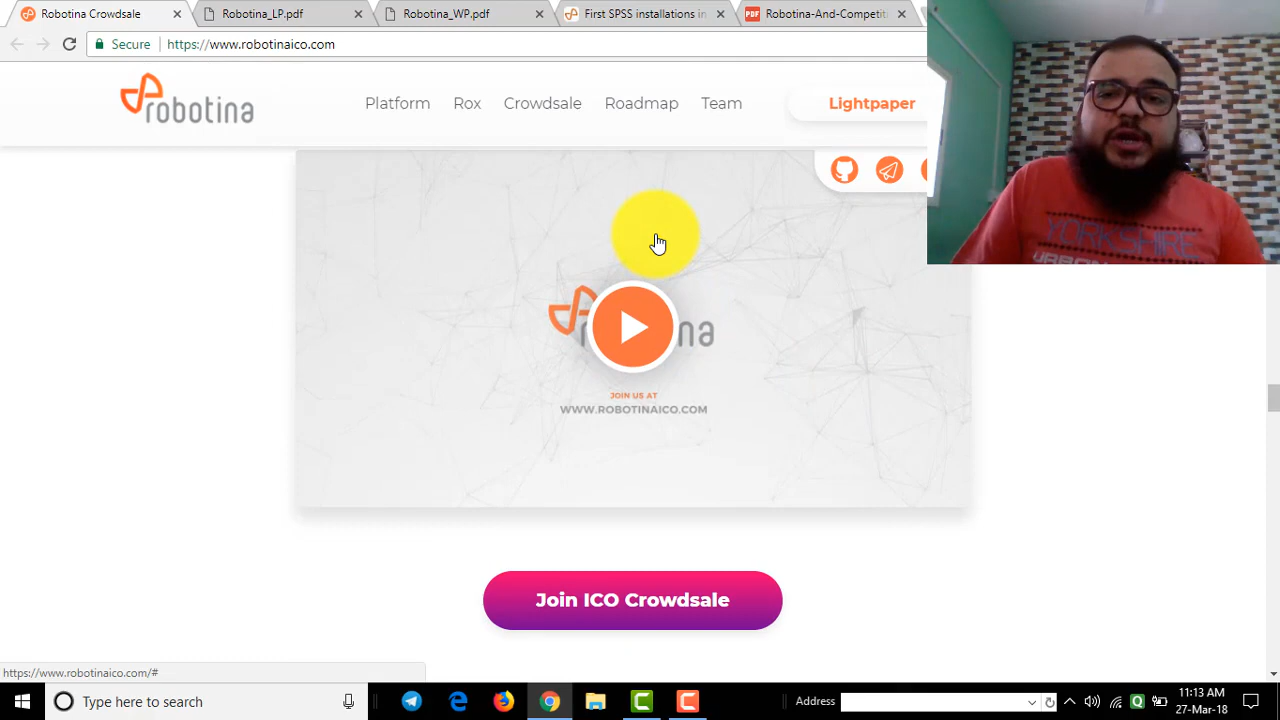 Robotina Crowdsale
Robotina_LP.pdf
Robotina_WP.pdf
First SPSS installations in
Robotina-And-Competit
Secure
https://www.robotinaico.com
robotina
Platform
Rox
Crowdsale
Roadmap
Team
Lightpaper
YORKSHIRE
JOIN US AT
WWW.ROBOTINAICO.COM
Join ICO Crowdsale
https://www.robotinaico.com/#
Type here to search
Address
11:13 AM
27-Mar-18